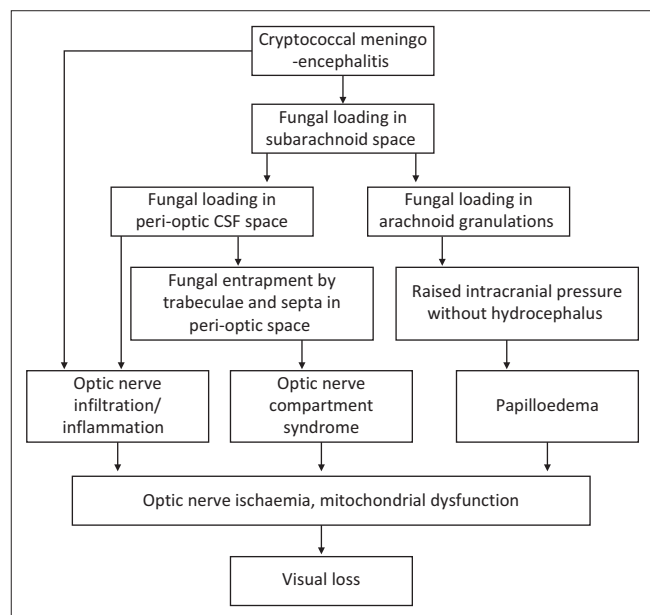 Cryptococcal meningo
-encephalitis
Fungal loading in
subarachnoid space
Fungal loading in
peri-optic CSF space
Fungal loading in
arachnoid granulations
Fungal entrapment by
trabeculae and septa in
peri-optic space
Raised intracranial pressure
without hydrocephalus
Optic nerve
infiltration/
inflammation
Optic nerve
compartment
syndrome
Papilloedema
Optic nerve ischaemia, mitochondrial dysfunction
Visual loss